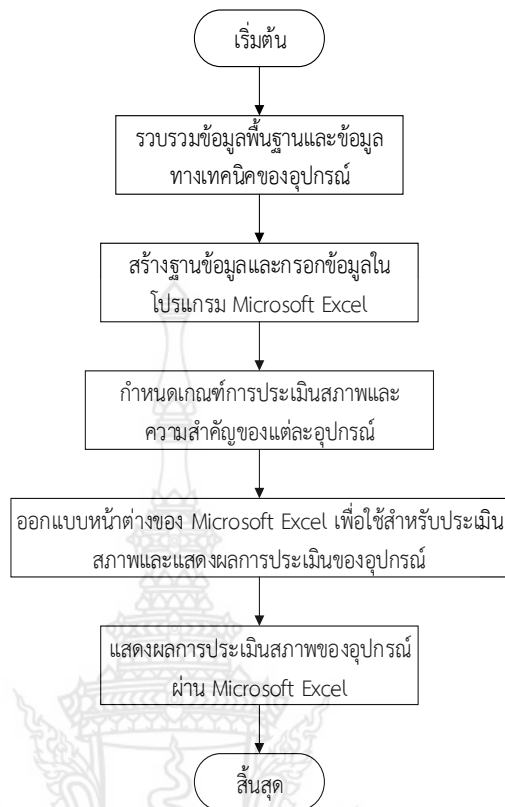 เริ่มต้น
รวบรวมข้อมูลพื้นฐานและข้อมูล
ทางเทคนิคของอุปกรณ์
สร้างฐานข้อมูลและกรอกข้อมูลใน
โปรแกรม Microsoft Excel
กำหนดเกณฑ์การประเมินสภาพและ
ความสำคัญของแต่ละอุปกรณ์
ออกแบบหน้าต่างของ Microsoft Excel เพื่อใช้สำหรับประเมิน
สภาพและแสดงผลการประเมินของอุปกรณ์
แสดงผลการประเมินสภาพของอุปกรณ์
ผ่าน Microsoft Excel
สิ้นสุด